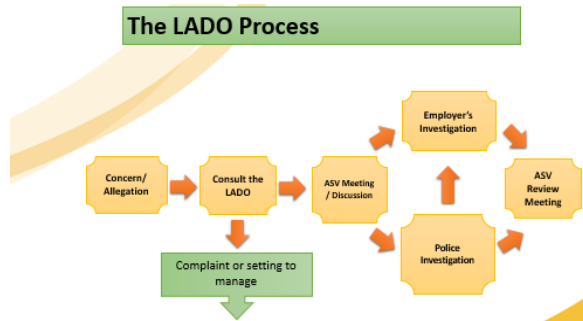 The LADO Process
Employer's
Investigation
Concern/
Allegation
Consult the
LADO
ASV Meeting
/ Discussion
ASV
Review
Meeting
Police
Investigation
Complaint or setting to
manage